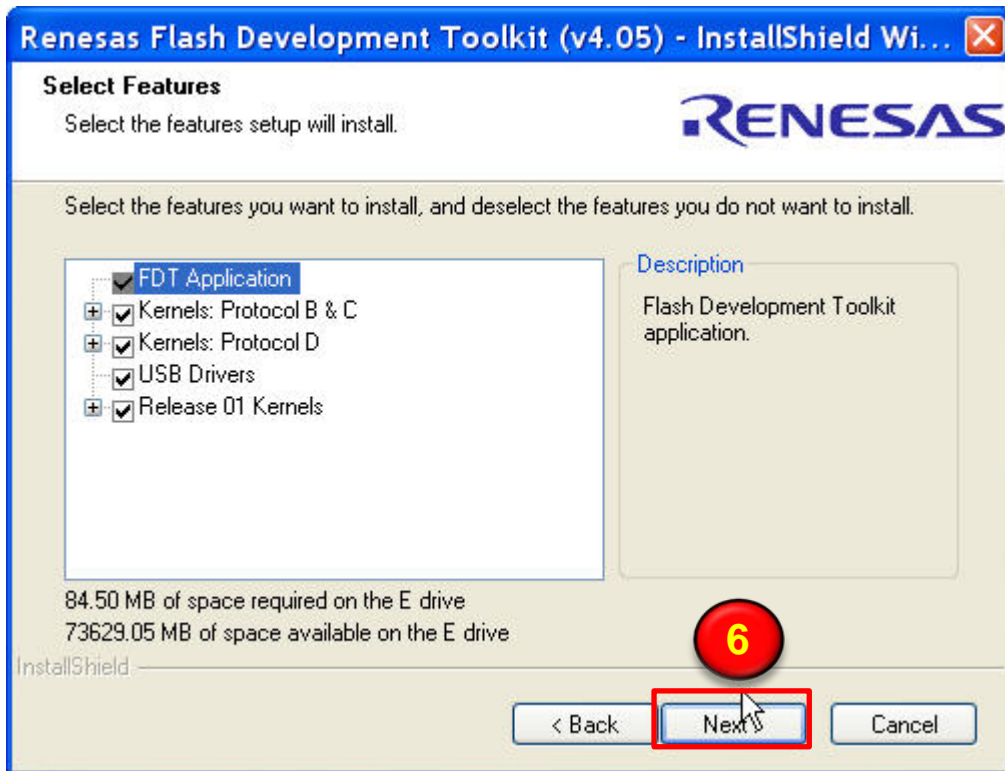 Renesas Flash Development Toolkit (v4.05) - InstallShield Wi...
Select Features
Select the features setup will install.
RENESAS
Select the features you want to install, and deselect the features you do not want to install.
FDT Application
Kernels: Protocol B & C
Kernels: Protocol D
USB Drivers
Release 01 Kernels
Description
Flash Development Toolkit
application.
84.50 MB of space required on the E drive
73629.05 MB of space available on the E drive
InstallShield
6
< Back
Next >
Cancel